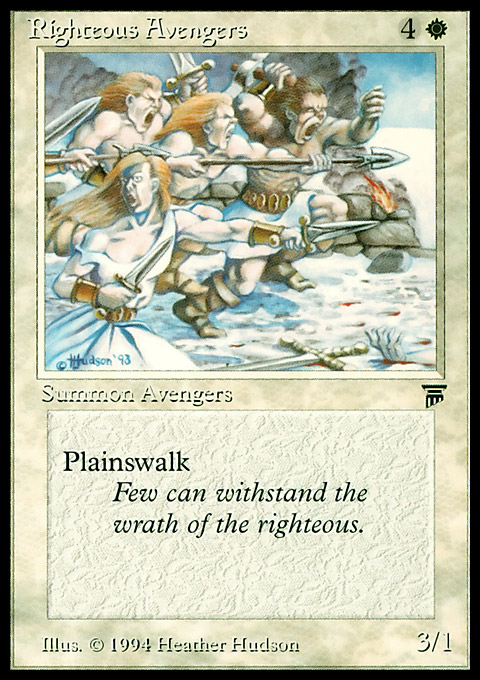 Righteous Avengers 4
© HHudson '93
Summon Avengers
Plainswalk
Few can withstand the
wrath of the righteous.
Illus. © 1994 Heather Hudson 3/1